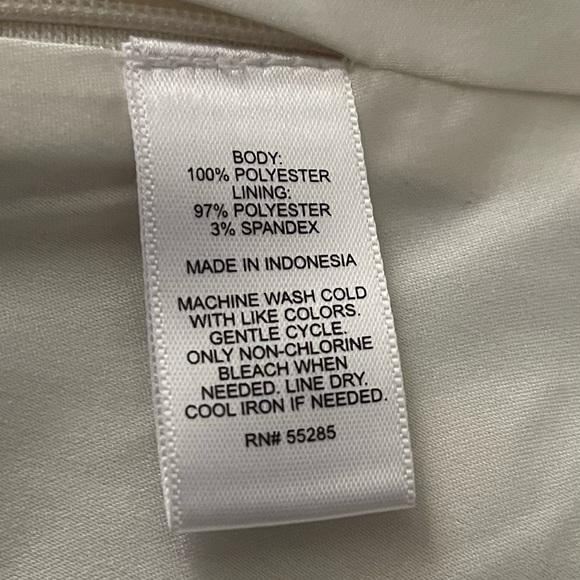 BODY:
100% POLYESTER
LINING:
97% POLYESTER
3% SPANDEX
MADE IN INDONESIA
MACHINE WASH COLD
WITH LIKE COLORS.
GENTLE CYCLE.
ONLY NON-CHLORINE
BLEACH WHEN
NEEDED. LINE DRY.
COOL IRON IF NEEDED.
RN# 55285